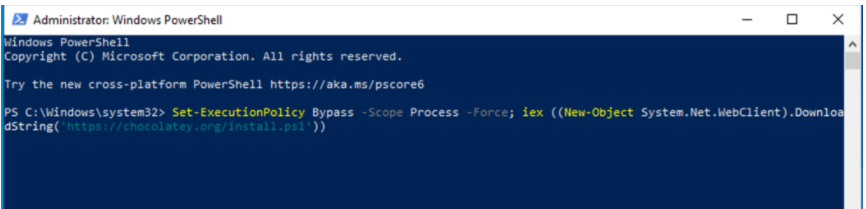 Administrator: Windows PowerShell
Windows PowerShell
Copyright (C) Microsoft Corporation. All rights reserved.
Try the new cross-platform PowerShell https://aka.ms/pscore6
PS C:\Windows\system32> Set-ExecutionPolicy Bypass -Scope Process -Force; iex ((New-Object System.Net.WebClient).Downloa
dString('https://chocolatey.org/install.ps1'))